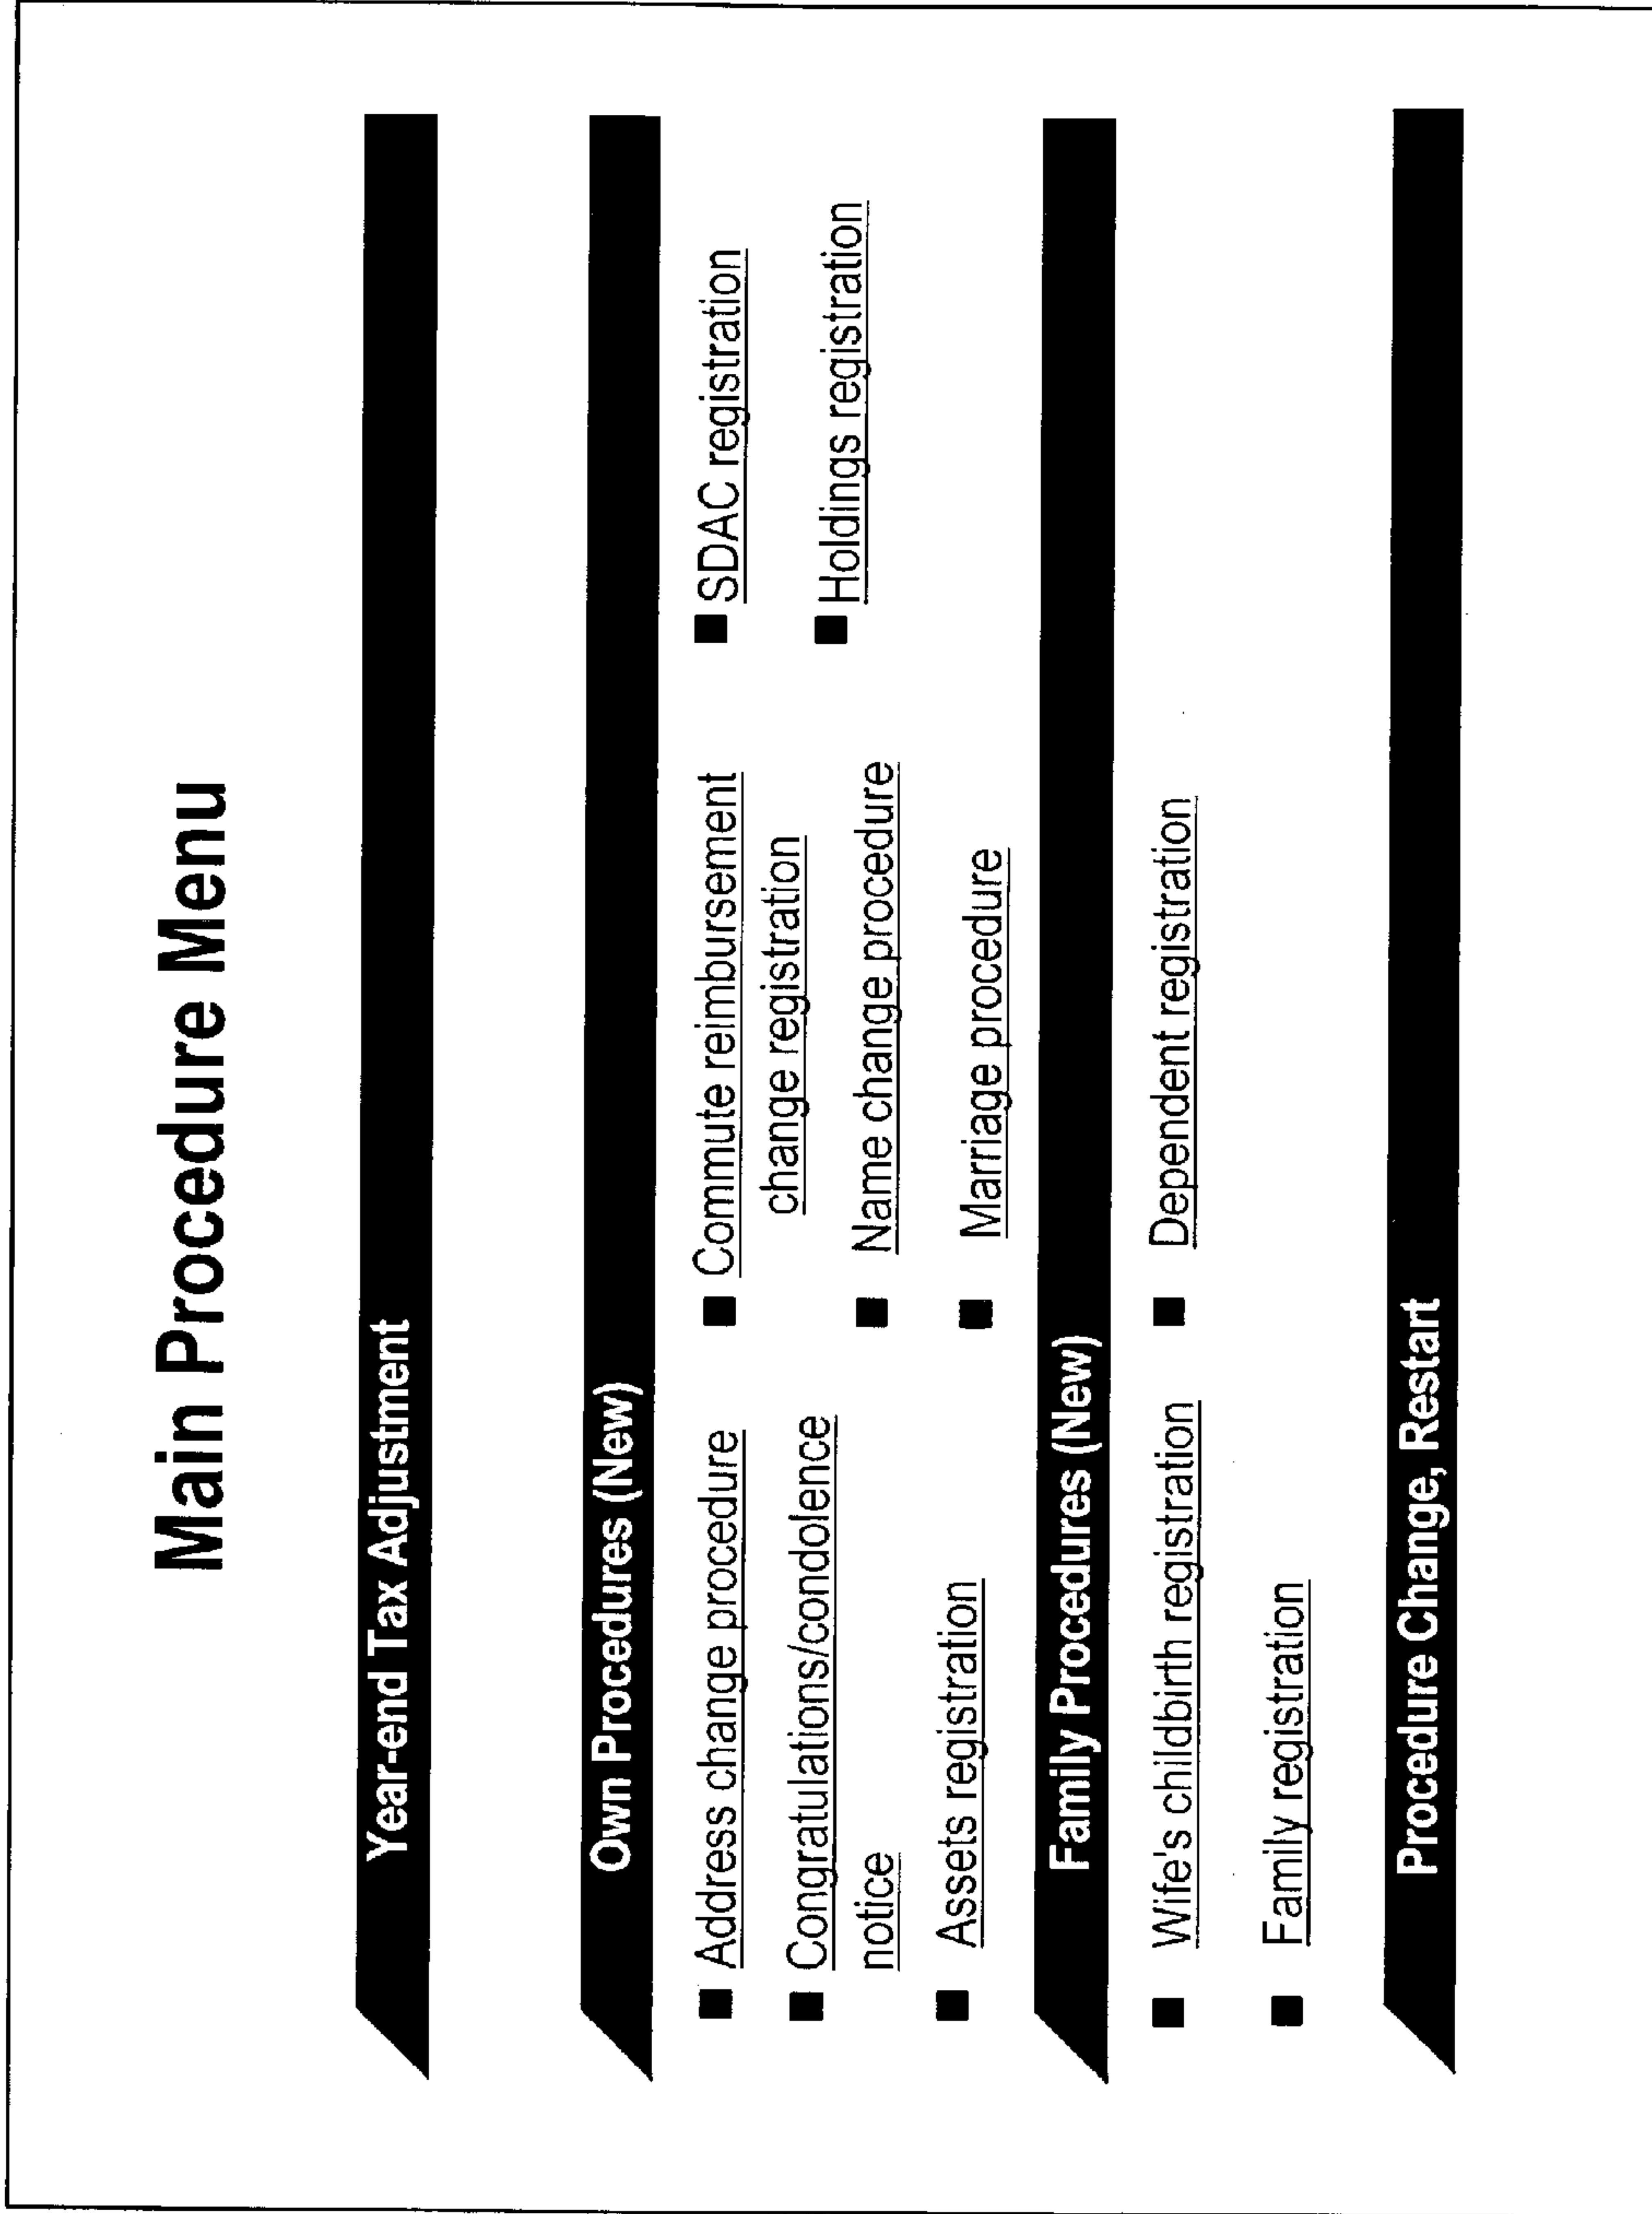 Main Procedure Menu
Year-end Tax Adjustment
Own Procedures (New)
■ Address change procedure
■ Congratulations/condolence
notice
■ Assets registration
■ Commute reimbursement
change registration
■ Name change procedure
■ Marriage procedure
■ SDAC registration
■ Holdings registration
Family Procedures (New)
■ Wife's childbirth registration
■ Family registration
■ Dependent registration
Procedure Change, Restart